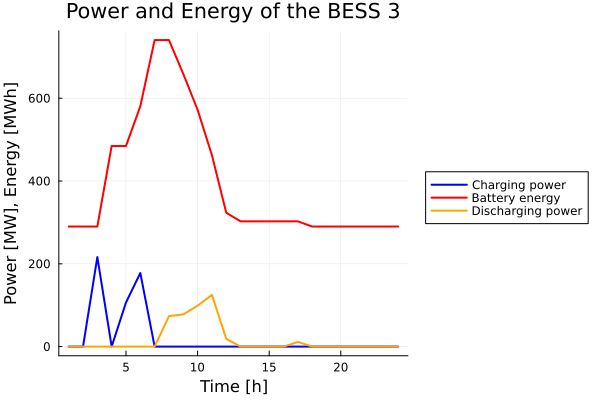 Power and Energy of the BESS 3
Power [MW], Energy [MWh]
600
400
200
0
5
10
15
20
Time [h]
Charging power
Battery energy
Discharging power